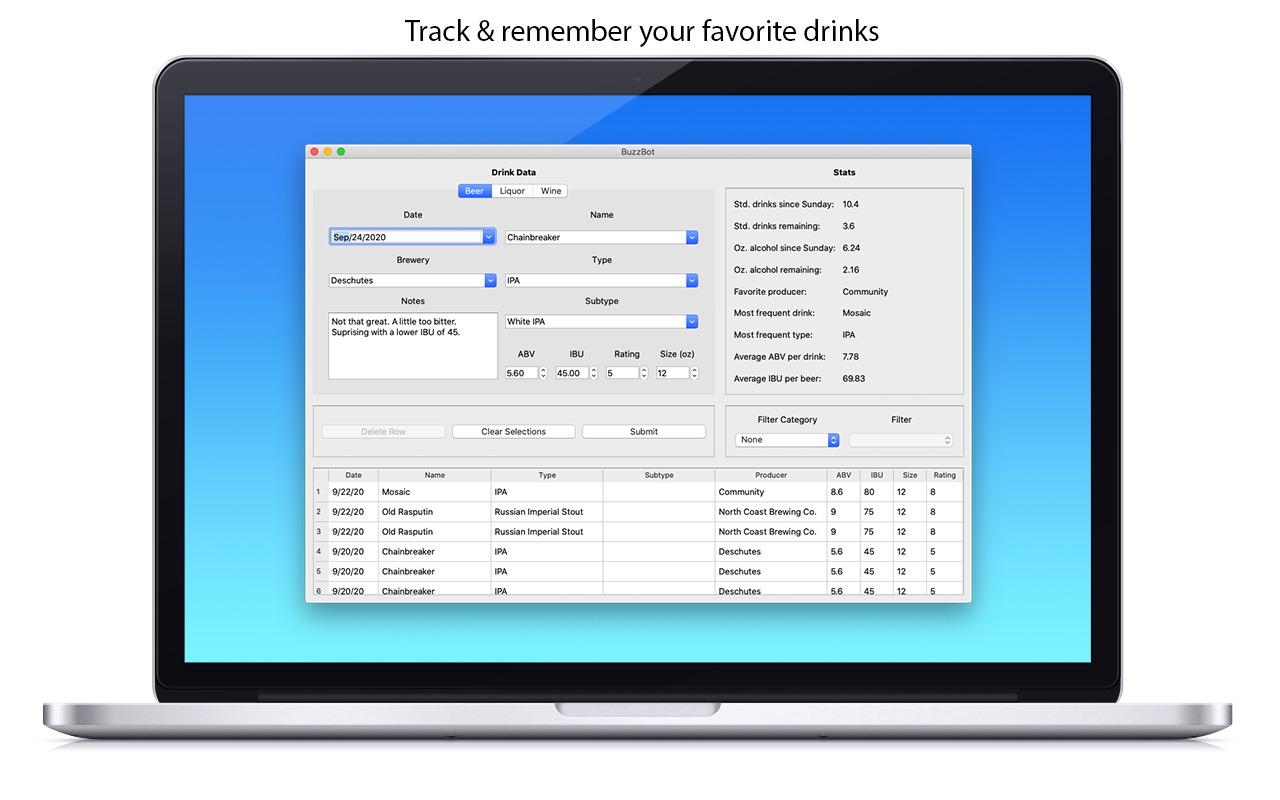 Track & remember your favorite drinks
BuzzBot
Drink Data
Beer Liquor Wine
Date Name
Sep/24/2020 Chainbreaker
Brewery Type
Deschutes IPA
Notes Subtype
Not that great. A little too bitter.
Suprising with a lower IBU of 45.
White IPA
ABV IBU Rating Size (oz)
5.60 45.00 5 12
Delete Row Clear Selections Submit
Stats
Std. drinks since Sunday: 10.4
Std. drinks remaining: 3.6
Oz. alcohol since Sunday: 6.24
Oz. alcohol remaining: 2.16
Favorite producer: Community
Most frequent drink: Mosaic
Most frequent type: IPA
Average ABV per drink: 7.78
Average IBU per beer: 69.83
Filter Category Filter
None
Date Name Type Subtype Producer ABV IBU Size Rating
1 9/22/20 Mosaic IPA Community 8.6 80 12 8
2 9/22/20 Old Rasputin Russian Imperial Stout North Coast Brewing Co. 9 75 12 8
3 9/22/20 Old Rasputin Russian Imperial Stout North Coast Brewing Co. 9 75 12 8
4 9/20/20 Chainbreaker IPA Deschutes 5.6 45 12 5
5 9/20/20 Chainbreaker IPA Deschutes 5.6 45 12 5
6 9/20/20 Chainbreaker IPA Deschutes 5.6 45 12 5